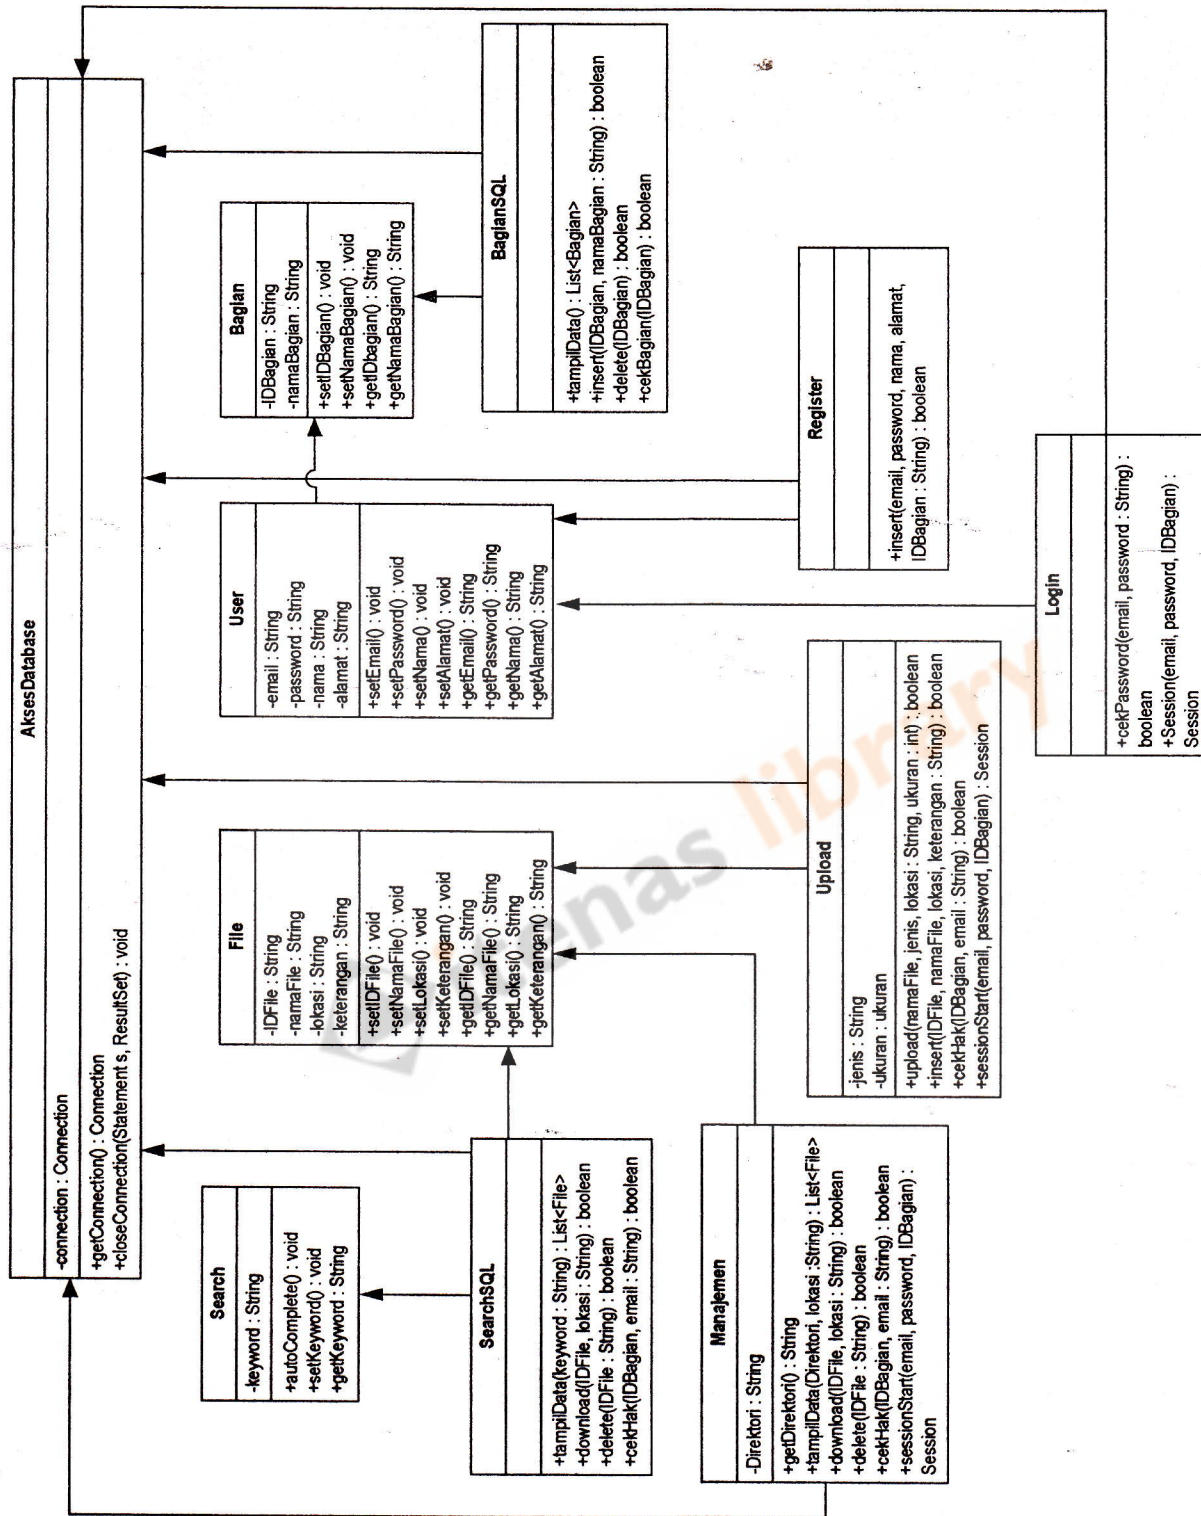 AksesDatabase
-connection : Connection
+getConnection() : Connection
+closeConnection(Statement s, ResultSet) : void
Search
-keyword : String
+autoComplete() : void
+setKeyword() : void
+getKeyword : String
File
-IDFile : String
-namaFile : String
-lokasi : String
-keterangan : String
+setIDFile() : void
+setNamaFile() : void
+setLokasi() : void
+setKeterangan() : void
+getIDFile() : String
+getNamaFile() : String
+getLokasi() : String
+getKeterangan() : String
User
-email : String
-password : String
-nama : String
-alamat : String
+setEmail() : void
+setPassword() : void
+setNama() : void
+setAlamat() : void
+getEmail() : String
+getPassword() : String
+getNama() : String
+getAlamat() : String
Bagian
-IDBagian : String
-namaBagian : String
+setIDBagian() : void
+setNamaBagian() : void
+getIDbagian() : String
+getNamaBagian() : String
SearchSQL
+tampilData(keyword : String) : List<File>
+download(IDFile, lokasi : String) : boolean
+delete(IDFile : String) : boolean
+cekHak(IDBagian, email : String) : boolean
BagianSQL
+tampilData() : List<Bagian>
+insert(IDBagian, namaBagian : String) : boolean
+delete(IDBagian) : boolean
+cekBagian(IDBagian) : boolean
Manajemen
-Direktori : String
+getDirektori() : String
+tampilData(Direktori, lokasi :String) : List<File>
+download(IDFile, lokasi : String) : boolean
+delete(IDFile : String) : boolean
+cekHak(IDBagian, email : String) : boolean
+sessionStart(email, password, IDBagian) :
Session
Upload
-jenis : String
-ukuran : ukuran
+upload(namaFile, jenis, lokasi : String, ukuran : int) : boolean
+insert(IDFile, namaFile, lokasi, keterangan : String) : boolean
+cekHak(IDBagian, email : String) : boolean
+sessionStart(email, password, IDBagian) : Session
Register
+insert(email, password, nama, alamat,
IDBagian : String) : boolean
Login
+cekPassword(email, password : String) :
boolean
+Session(email, password, IDBagian) :
Session
library